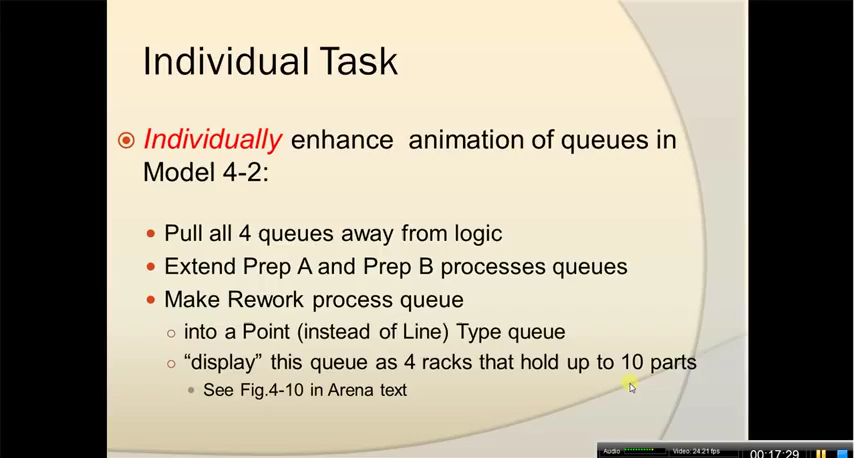 Individual Task
Individually enhance animation of queues in
Model 4-2:
Pull all 4 queues away from logic
Extend Prep A and Prep B processes queues
Make Rework process queue
into a Point (instead of Line) Type queue
“display” this queue as 4 racks that hold up to 10 parts
See Fig.4-10 in Arena text
Audio
Video: 24.21 fps
00:17:29